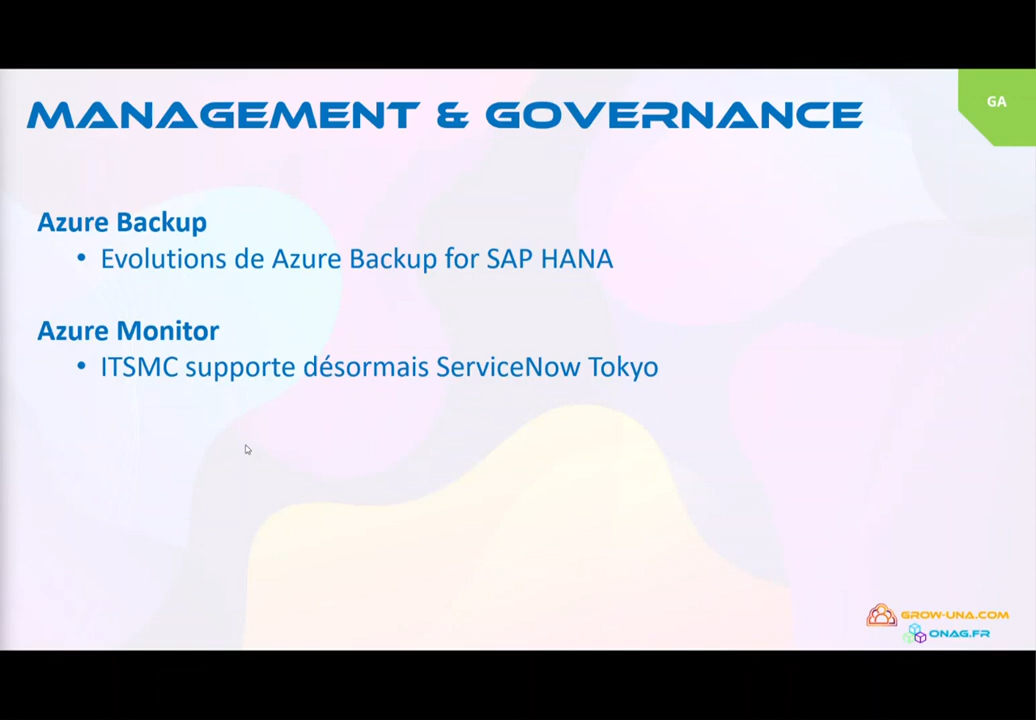 MANAGEMENT & GOVERNANCE
GA
Azure Backup
• Evolutions de Azure Backup for SAP HANA
Azure Monitor
• ITSMC supporte désormais ServiceNow Tokyo
GROW-UNA.COM
ONAG.FR